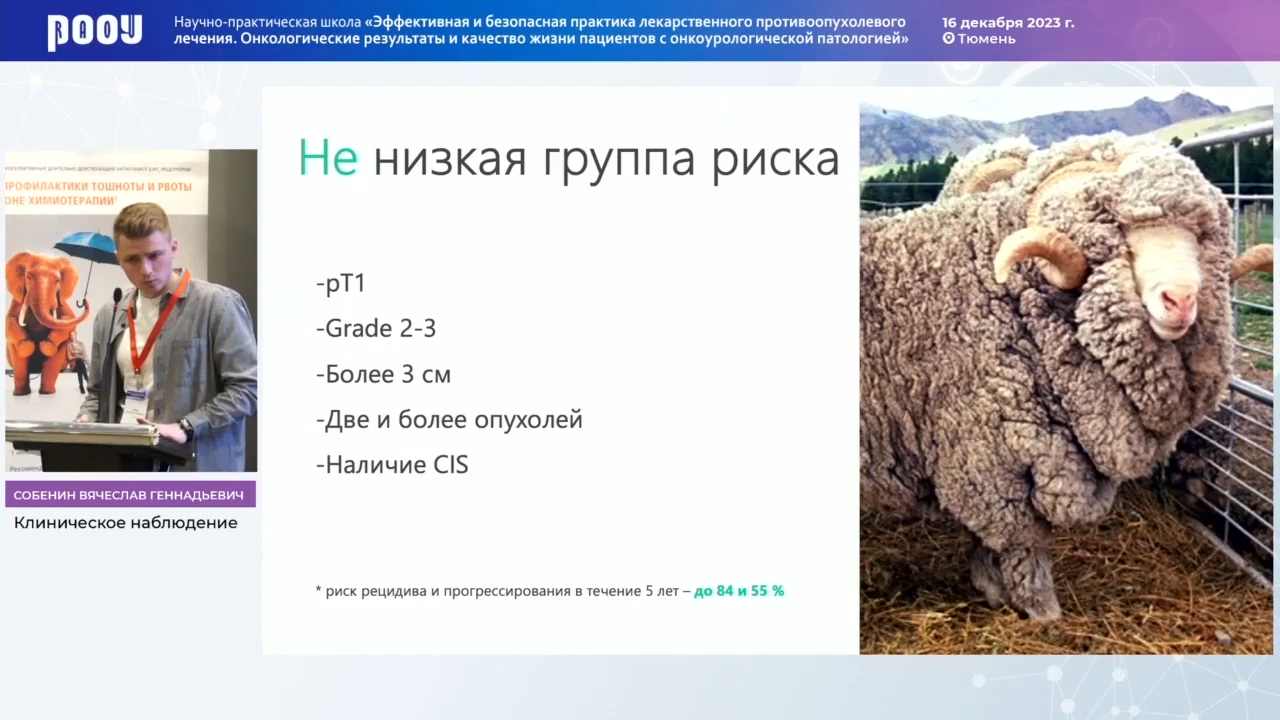 РАОУ
Научно-практическая школа «Эффективная и безопасная практика лекарственного противоопухолевого
лечения. Онкологические результаты и качество жизни пациентов с онкоурологической патологией»
16 декабря 2023 г.
Тюмень
ПРОФИЛАКТИКИ ТОШНОТЫ И РВОТЫ
ОНЕ ХИМИОТЕРАПИИ¹
СОБЕНИН ВЯЧЕСЛАВ ГЕННАДЬЕВИЧ
Клиническое наблюдение
Не низкая группа риска
-pT1
-Grade 2-3
-Более 3 см
-Две и более опухолей
-Наличие CIS
* риск рецидива и прогрессирования в течение 5 лет – до 84 и 55 %